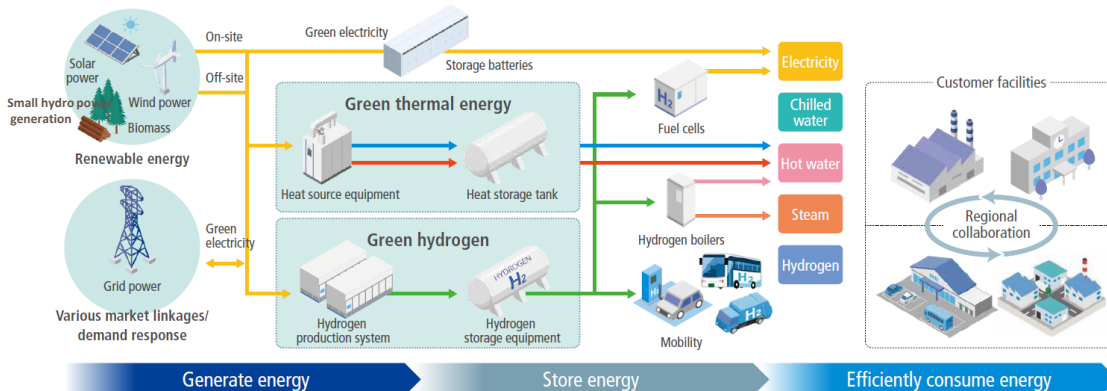 On-site
Off-site
Solar
power
Wind power
Small hydro power
generation
Biomass
Renewable energy
Green
electricity
Grid power
Various market linkages/
demand response
Green electricity
Storage batteries
Green thermal energy
Heat source equipment
Heat storage tank
Green hydrogen
Hydrogen
production system
HYDROGEN
H2
Hydrogen
storage equipment
H2
Fuel cells
Hydrogen boilers
H2
H2
H2
Mobility
Electricity
Chilled
water
Hot water
Steam
Hydrogen
Customer facilities
Regional
collaboration
Generate energy
Store energy
Efficiently consume energy